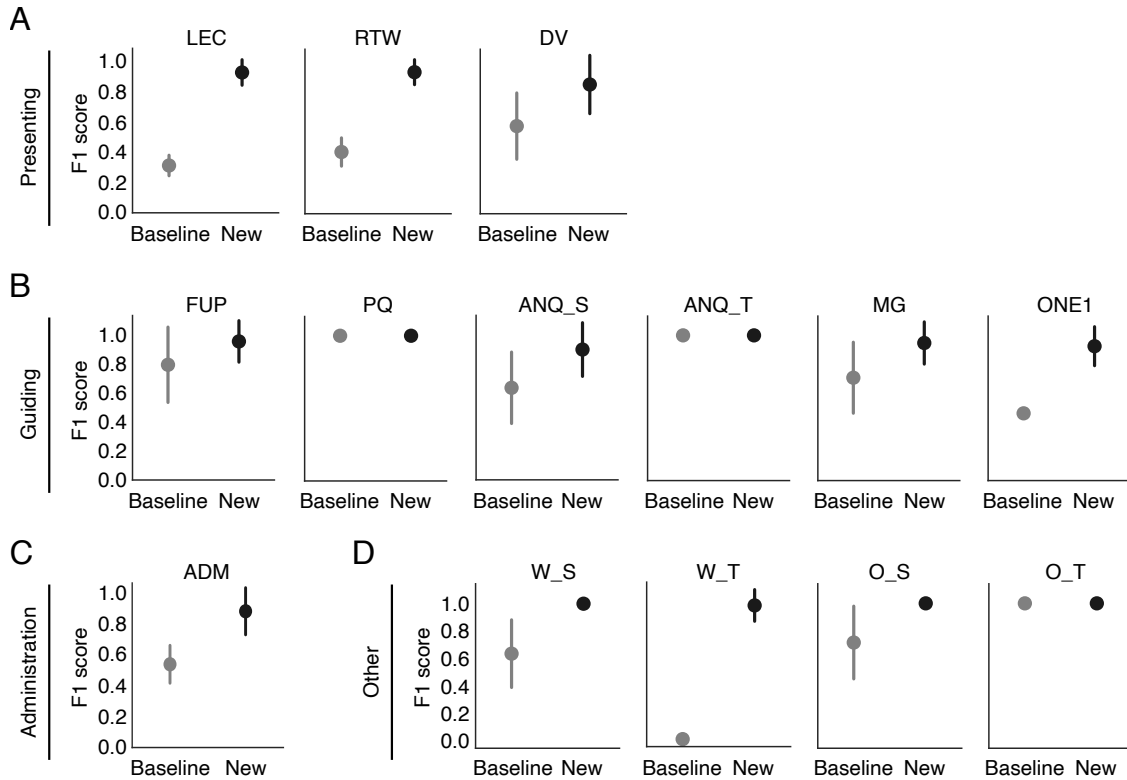 A
Presenting
F1 score
LEC
RTW
DV
1.0
0.8
0.6
0.4
0.2
0.0
Baseline New
Baseline New
Baseline New
B
Guiding
F1 score
FUP
PQ
ANQ_S
ANQ_T
MG
ONE1
1.0
0.8
0.6
0.4
0.2
0.0
Baseline New
Baseline New
Baseline New
Baseline New
Baseline New
Baseline New
C
Administration
F1 score
ADM
1.0
0.8
0.6
0.4
0.2
0.0
Baseline New
D
Other
F1 score
W_S
W_T
O_S
O_T
1.0
0.8
0.6
0.4
0.2
0.0
Baseline New
Baseline New
Baseline New
Baseline New